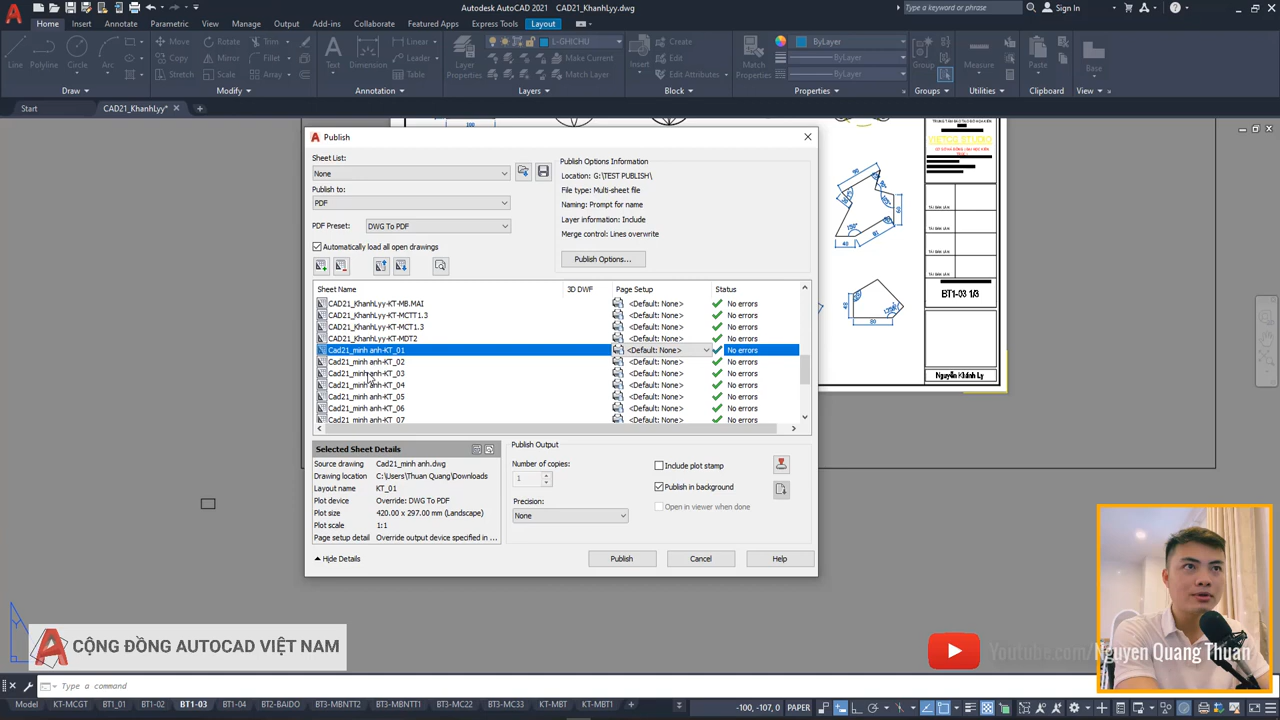 Autodesk AutoCAD 2021 CAD21_KhanhLyy.dwg
Type a keyword or phrase
Sign In
Home Insert Annotate Parametric View Manage Output Add-ins Collaborate Featured Apps Express Tools Layout
Line Polyline Circle Arc
Move Rotate Trim
Copy Mirror Fillet
Stretch Scale Array
Text Dimension
Linear
Leader
Table
Layer Properties
L-GHICHU
Make Current
Match Layer
Insert
Create
Edit
Edit Attributes
Match Properties
ByLayer
ByLayer
ByLayer
Group
Measure
Paste
Base
Draw Modify Annotation Layers Block Properties Groups Utilities Clipboard View
Start CAD21_KhanhLyy*
Publish
Sheet List:
None
Publish to:
PDF
PDF Preset: DWG To PDF
Automatically load all open drawings
Publish Options Information
Location: G:\TEST PUBLISH\
File type: Multi-sheet file
Naming: Prompt for name
Layer information: Include
Merge control: Lines overwrite
Publish Options...
Sheet Name 3D DWF Page Setup Status
CAD21_KhanhLyy-KT-MB.MAI <Default: None> No errors
CAD21_KhanhLyy-KT-MCTT1.3 <Default: None> No errors
CAD21_KhanhLyy-KT-MCT1.3 <Default: None> No errors
CAD21_KhanhLyy-KT-MDT2 <Default: None> No errors
Cad21_minh anh-KT_01 <Default: None> No errors
Cad21_minh anh-KT_02 <Default: None> No errors
Cad21_minh anh-KT_03 <Default: None> No errors
Cad21_minh anh-KT_04 <Default: None> No errors
Cad21_minh anh-KT_05 <Default: None> No errors
Cad21_minh anh-KT_06 <Default: None> No errors
Cad21_minh anh-KT_07 <Default: None> No errors
Selected Sheet Details
Source drawing Cad21_minh anh.dwg
Drawing location C:\Users\Thuan Quang\Downloads
Layout name KT_01
Plot device Override: DWG To PDF
Plot size 420.00 x 297.00 mm (Landscape)
Plot scale 1:1
Page setup detail Override output device specified in ...
Publish Output
Number of copies:
1
Precision:
None
Include plot stamp
Publish in background
Open in viewer when done
Hide Details
Publish
Cancel
Help
100
90
60
40
81
48
80
VIETCG STUDIO
BT1-03 1/3
Nguyễn Khánh Ly
CỘNG ĐỒNG AUTOCAD VIỆT NAM
Youtube.com/Nguyen Quang Thuan
Type a command
Model KT-MCGT BT1_01 BT1-02 BT1-03 BT1-04 BT2-BAIDO BT3-MBNTT2 BT3-MBNTT1 BT3-MC22 BT3-MC33 KT-MBT KT-MBT1
-100, -107, 0 PAPER